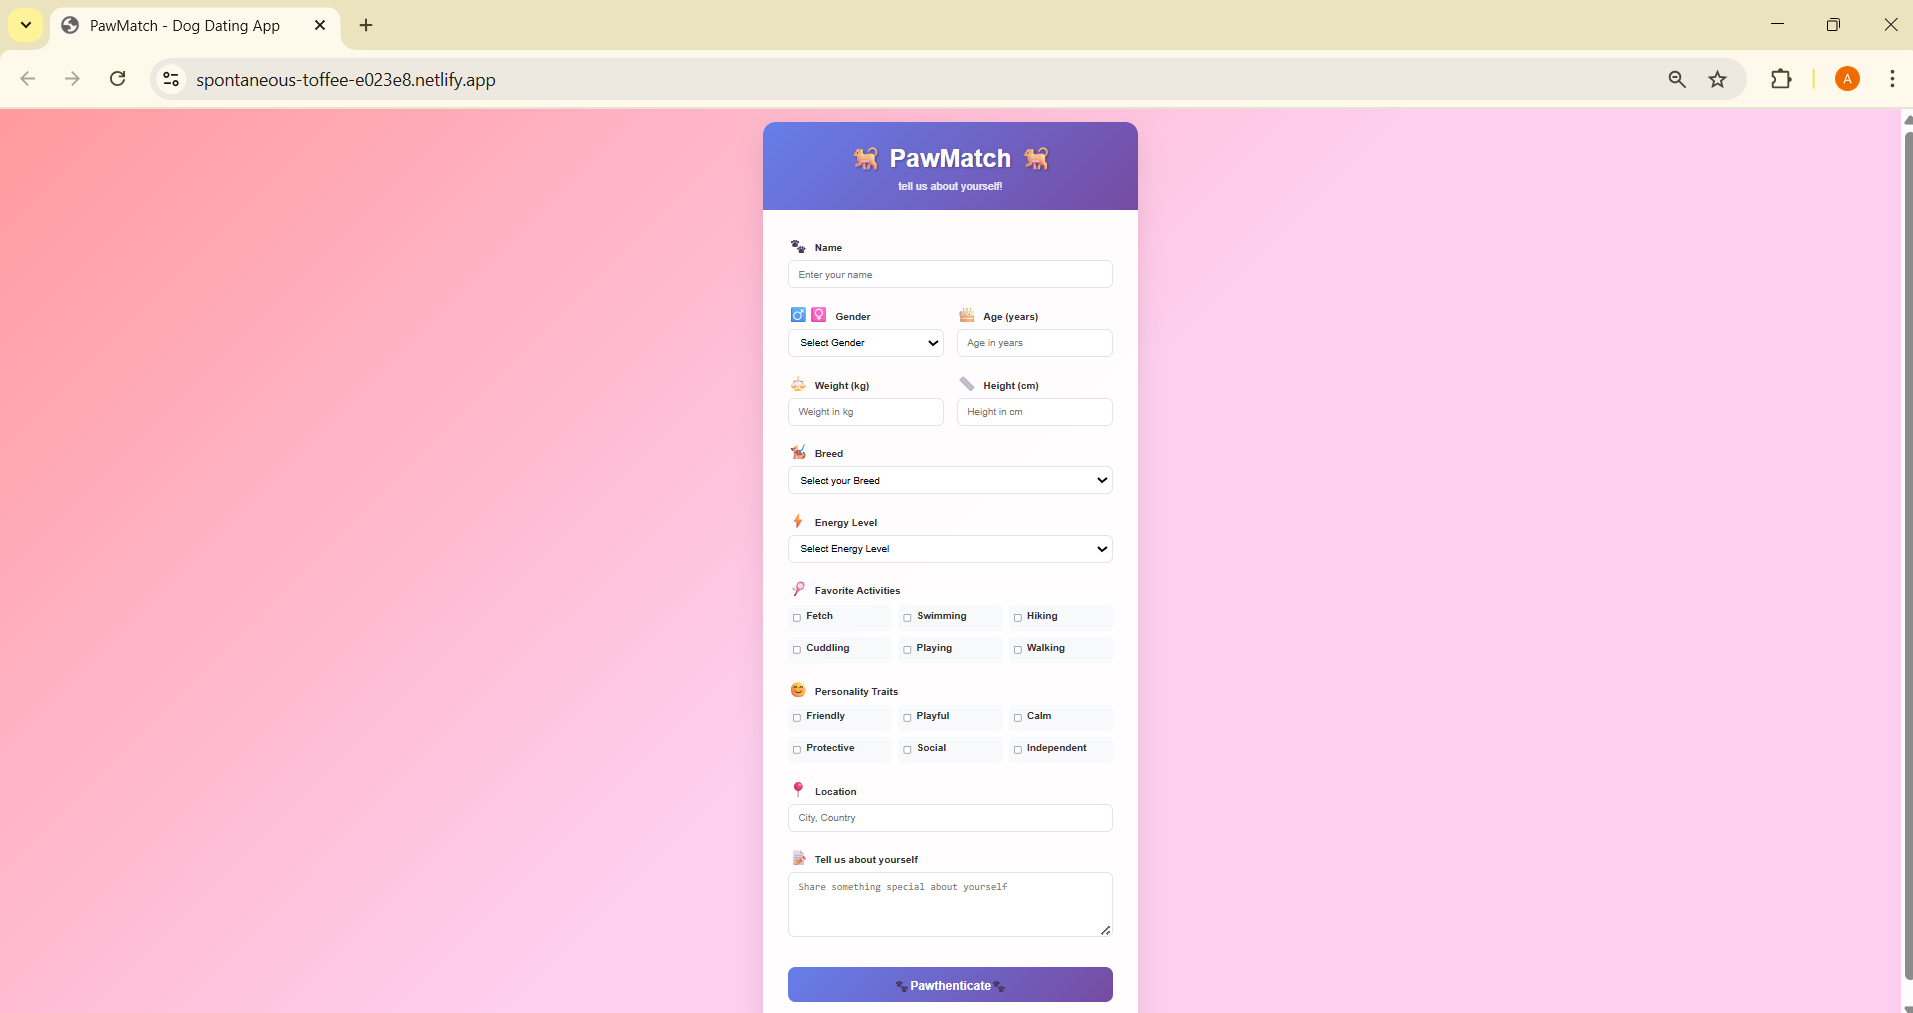 PawMatch - Dog Dating App
spontaneous-toffee-e023e8.netlify.app
A
PawMatch
tell us about yourself!
Name
Enter your name
Gender
Age (years)
Select Gender
Age in years
Weight (kg)
Height (cm)
Weight in kg
Height in cm
Breed
Select your Breed
Energy Level
Select Energy Level
Favorite Activities
Fetch
Swimming
Hiking
Cuddling
Playing
Walking
Personality Traits
Friendly
Playful
Calm
Protective
Social
Independent
Location
City, Country
Tell us about yourself
Share something special about yourself
Pawthenticate